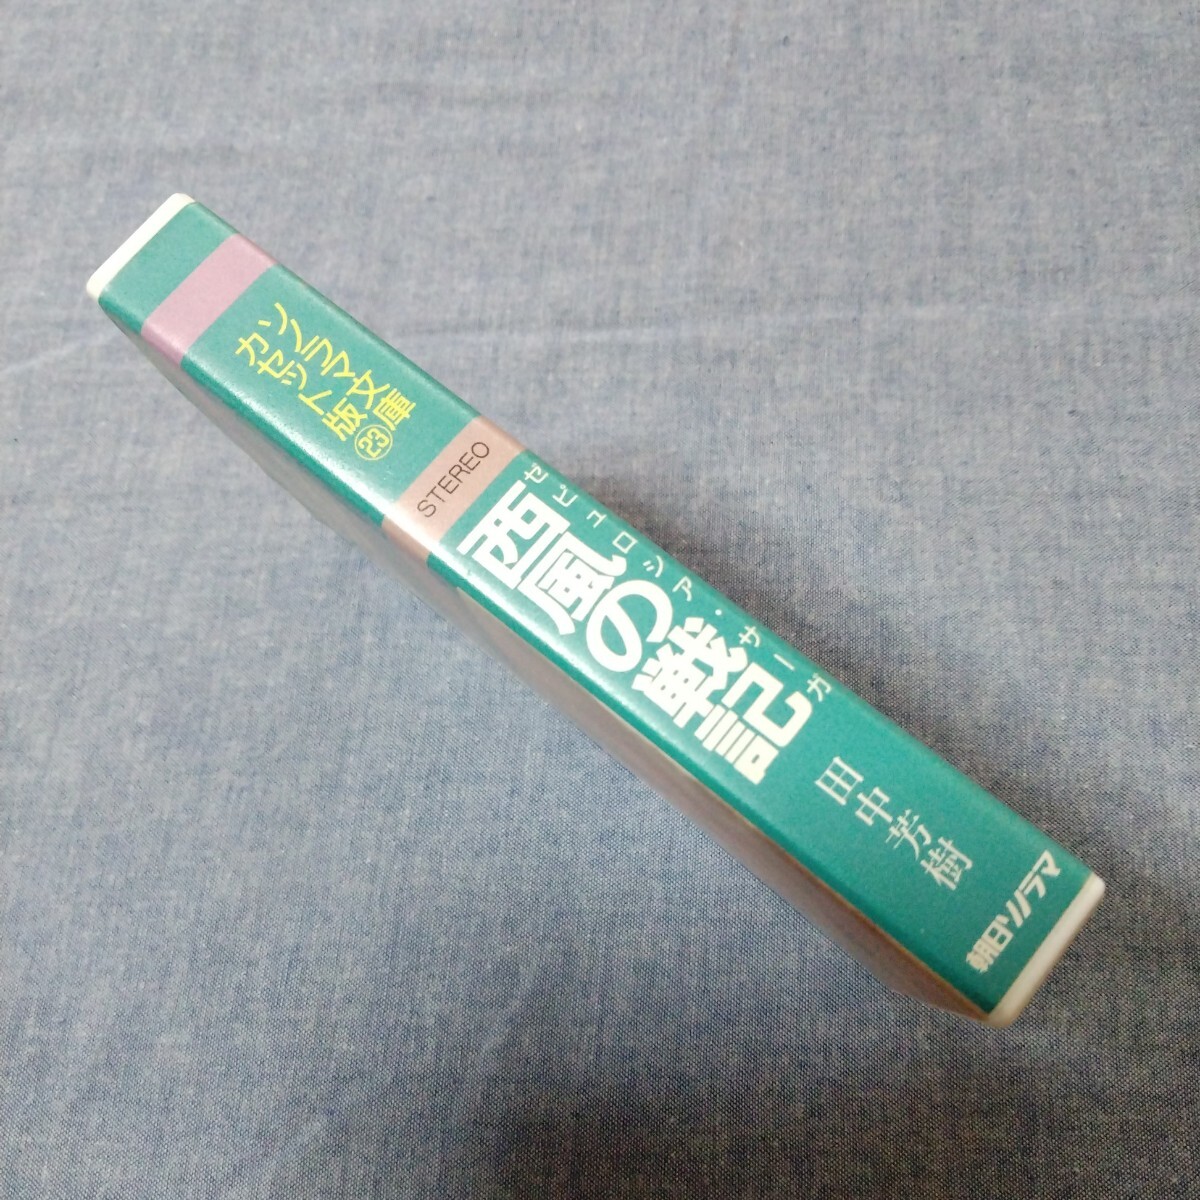 ソノラマ文庫
カセット版㉓
STEREO
ゼピュロシア・サーガ
西風の戦記
田中芳樹
朝日ソノラマ